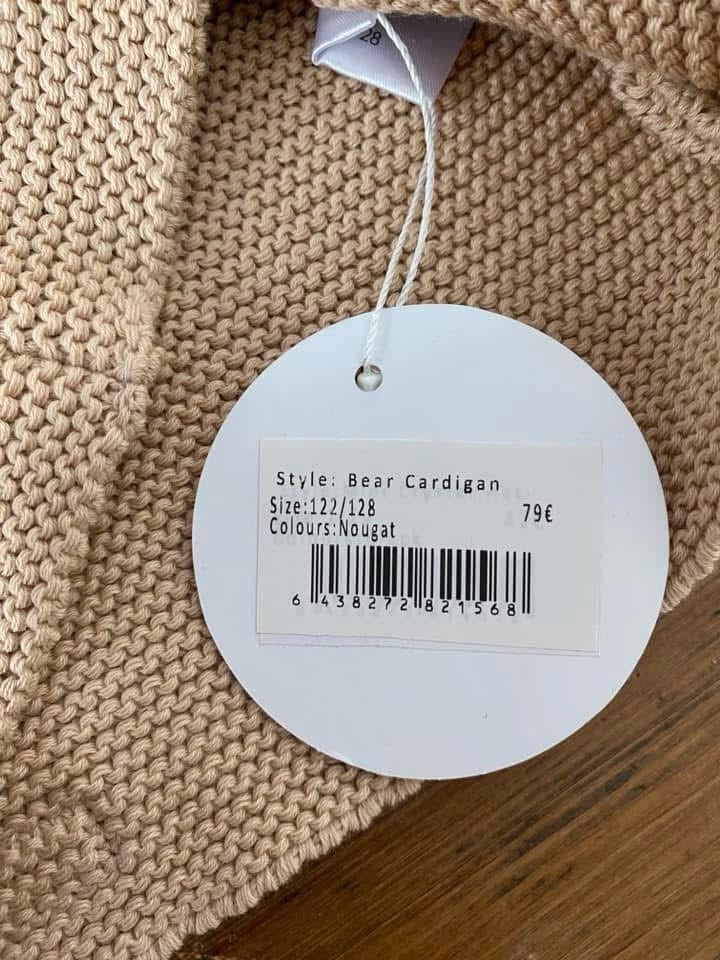 28
Style: Bear Cardigan
Size:122/128
79€
Colours:Nougat
6 438272 821568